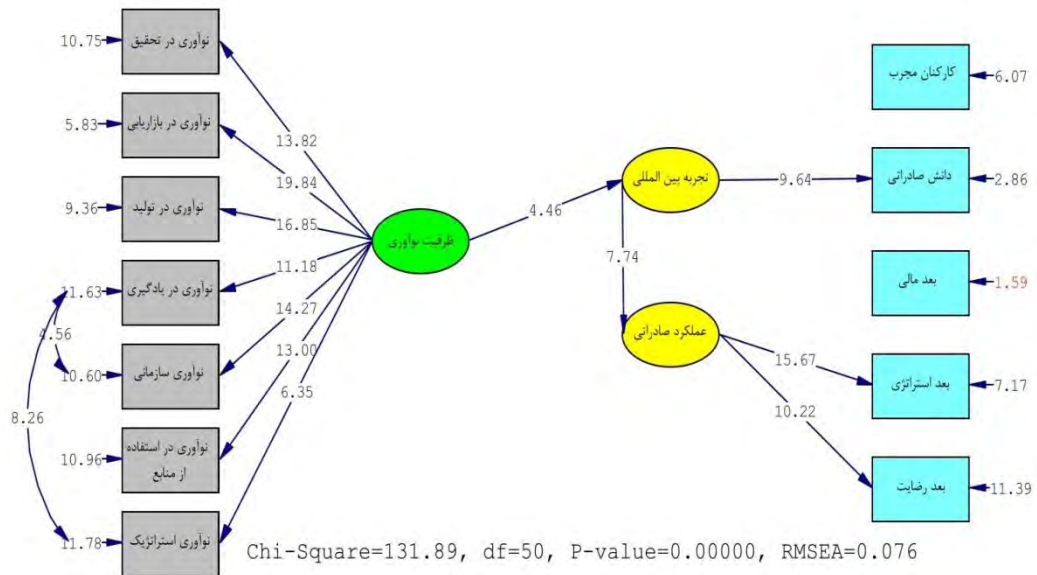 10.75
نوآوری در تحقیق
5.83
نوآوری در بازاریابی
9.36
نوآوری در تولید
11.63
نوآوری در یادگیری
4.56
10.60
نوآوری سازمانی
8.26
10.96
نوآوری در استفاده
از منابع
11.78
نوآوری استراتژیک
13.82
19.84
16.85
11.18
14.27
13.00
6.35
ظرفیت نوآوری
4.46
تجربه بین المللی
7.74
عملکرد صادراتی
9.64
15.67
10.22
کارکنان مجرب
6.07
دانش صادراتی
2.86
بعد مالی
1.59
بعد استراتژی
7.17
بعد رضایت
11.39
Chi-Square=131.89, df=50, P-value=0.00000, RMSEA=0.076